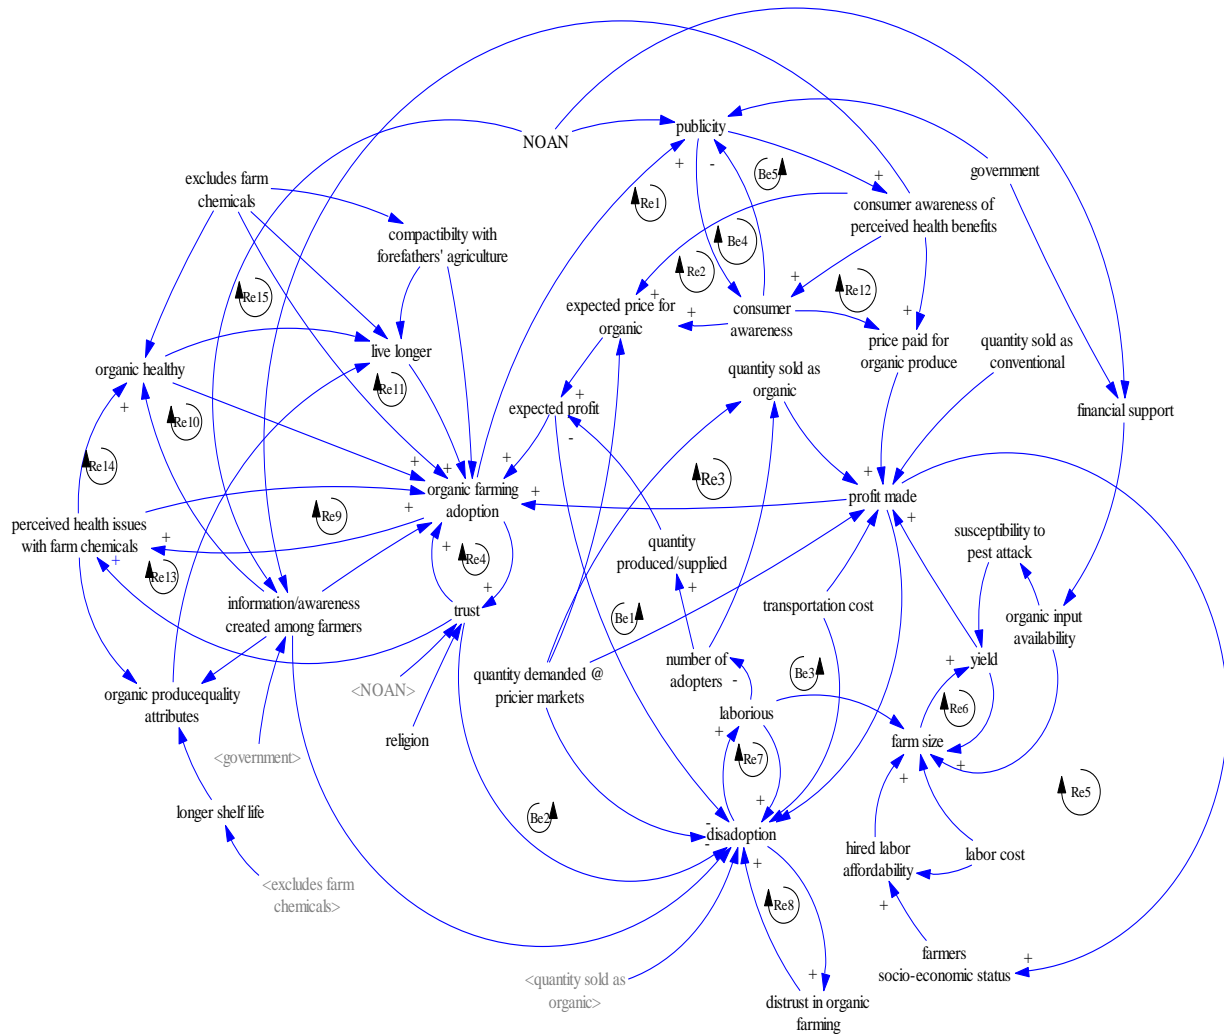 NOAN
publicity
+
-
Be5
government
excludes farm
chemicals
Re1
+
consumer awareness of
perceived health benefits
compactibilty with
forefathers' agriculture
Be4
Re2
Re15
+
Re12
+
expected price for
organic
+
consumer
awareness
+
price paid for
organic produce
quantity sold as
conventional
live longer
organic healthy
Re11
quantity sold as
organic
+
expected profit
-
financial support
+
Re10
Re14
+
+
+
Re3
+
organic farming
adoption
+
profit made
+
perceived health issues
with farm chemicals
+
+
Re9
+
+
Re4
susceptibility to
pest attack
quantity
produced/supplied
+
Re13
information/awareness
created among farmers
+
trust
Be1
transportation cost
organic input
availability
<NOAN>
quantity demanded @
pricier markets
number of
adopters
-
Be3
+
yield
organic producequality
attributes
religion
laborious
Re6
+
<government>
Re7
farm size
+
+
Re5
longer shelf life
Be2
+
-
-
disadoption
+
hired labor
affordability
labor cost
<excludes farm
chemicals>
Re8
+
<quantity sold as
organic>
+
distrust in organic
farming
farmers
socio-economic status
+